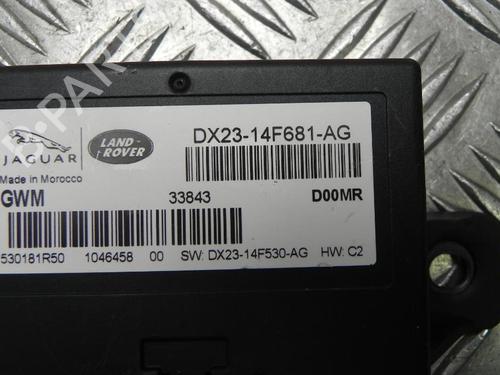 B-PARTS
JAGUAR
LAND-
ROVER
DX23-14F681-AG
Made in Morocco
GWM
33843
D00MR
530181R50 1046458 00 SW: DX23-14F530-AG HW: C2